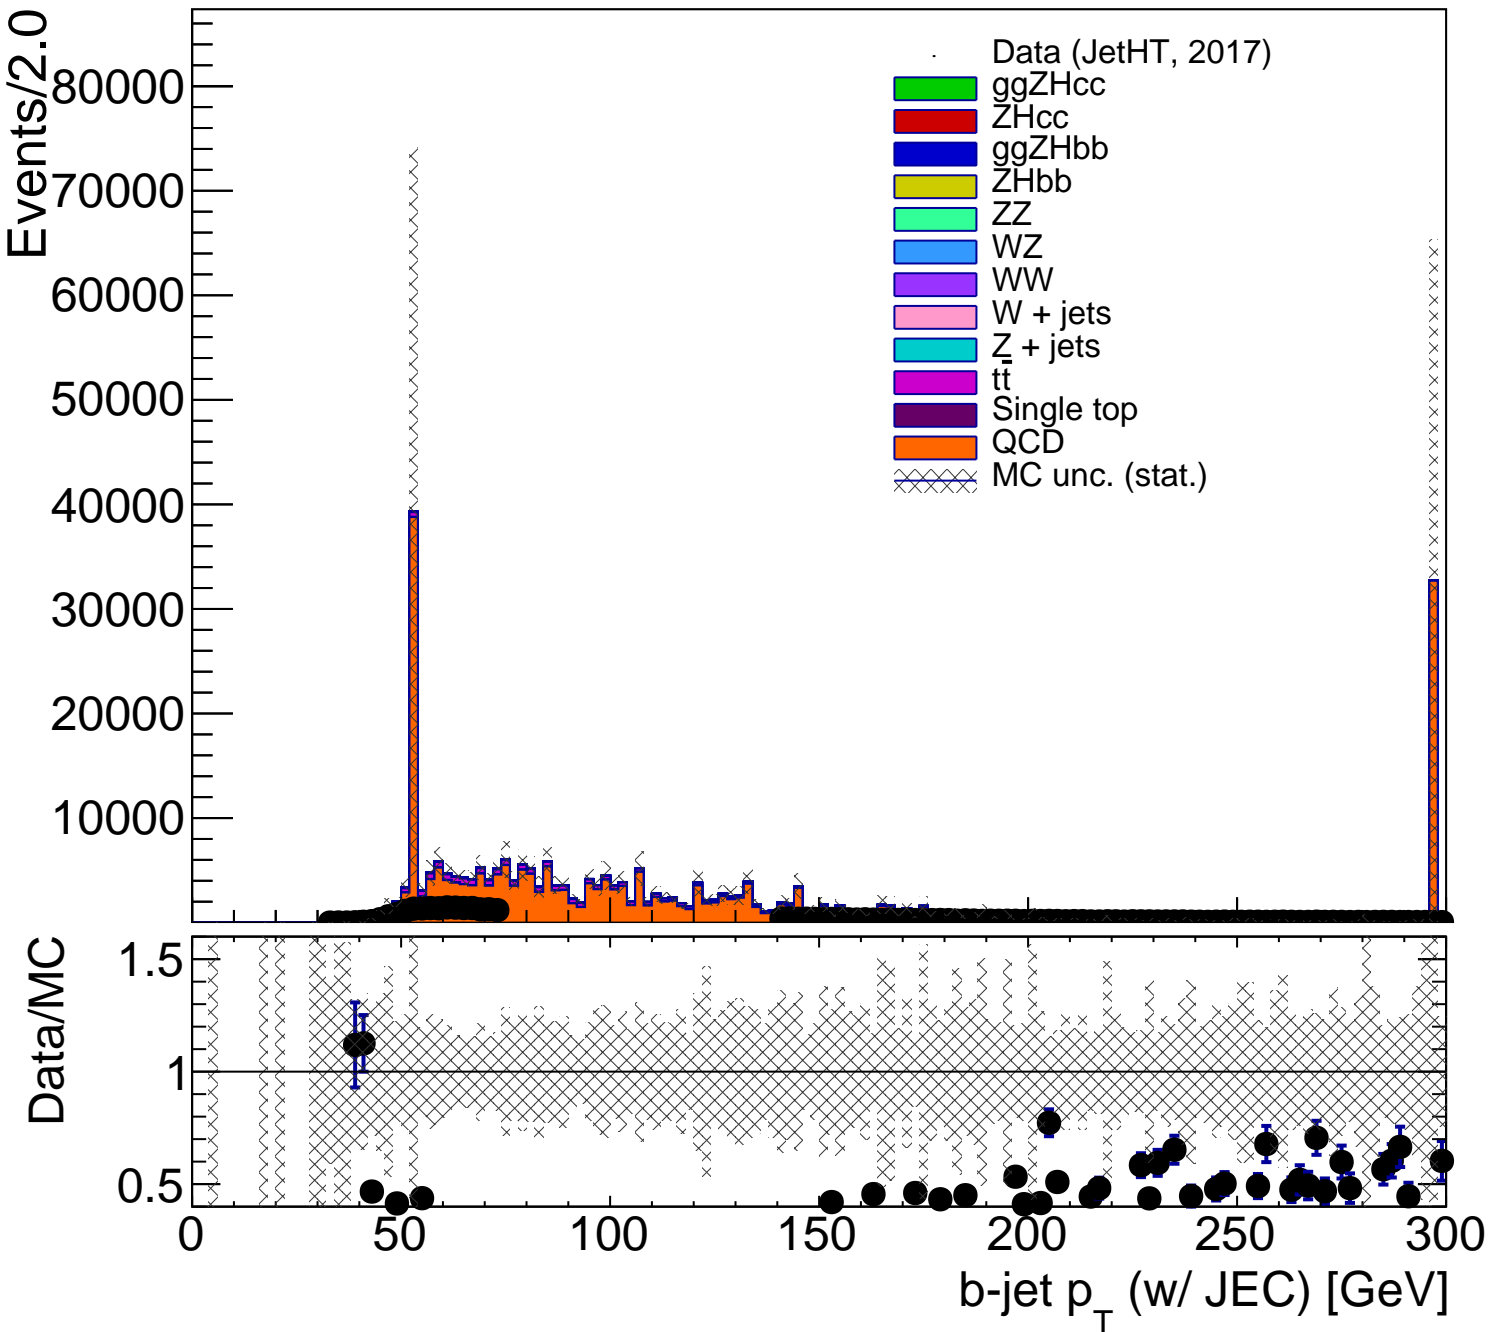 Events/2.0
80000
70000
60000
50000
40000
30000
20000
10000
Data (JetHT, 2017)
ggZHcc
ZHcc
ggZHbb
ZHbb
ZZ
WZ
WW
W + jets
Z + jets
tt̄
Single top
QCD
MC unc. (stat.)
Data/MC
1.5
1
0.5
0 50 100 150 200 250 300
b-jet p_T (w/ JEC) [GeV]